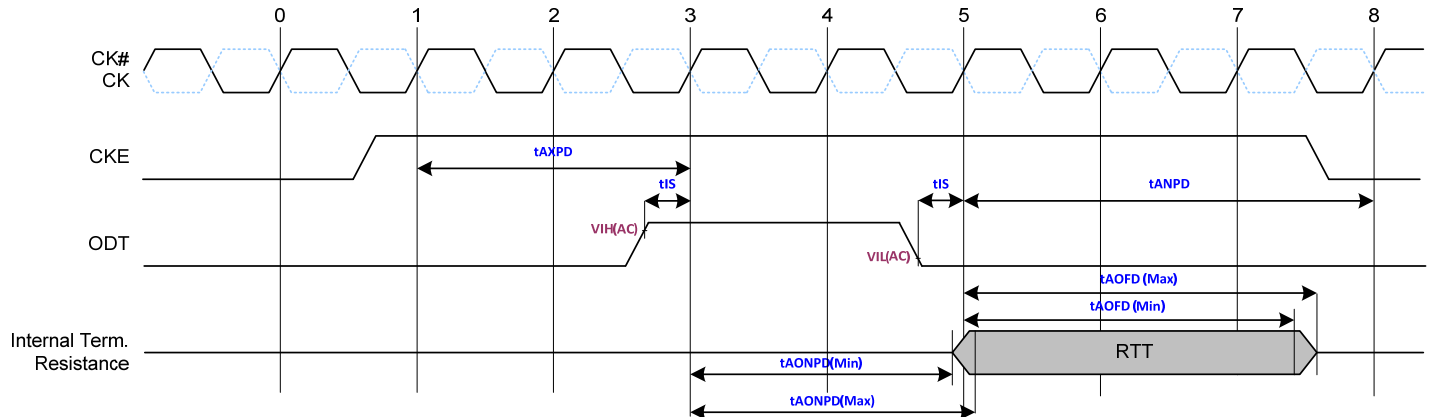 0 1 2 3 4 5 6 7 8
CK#
CK
CKE
tAXPD
tIS
tIS
tANPD
VIH(AC)
ODT
VIL(AC)
tAOFD (Max)
tAOFD (Min)
Internal Term.
Resistance
RTT
tAONPD(Min)
tAONPD(Max)